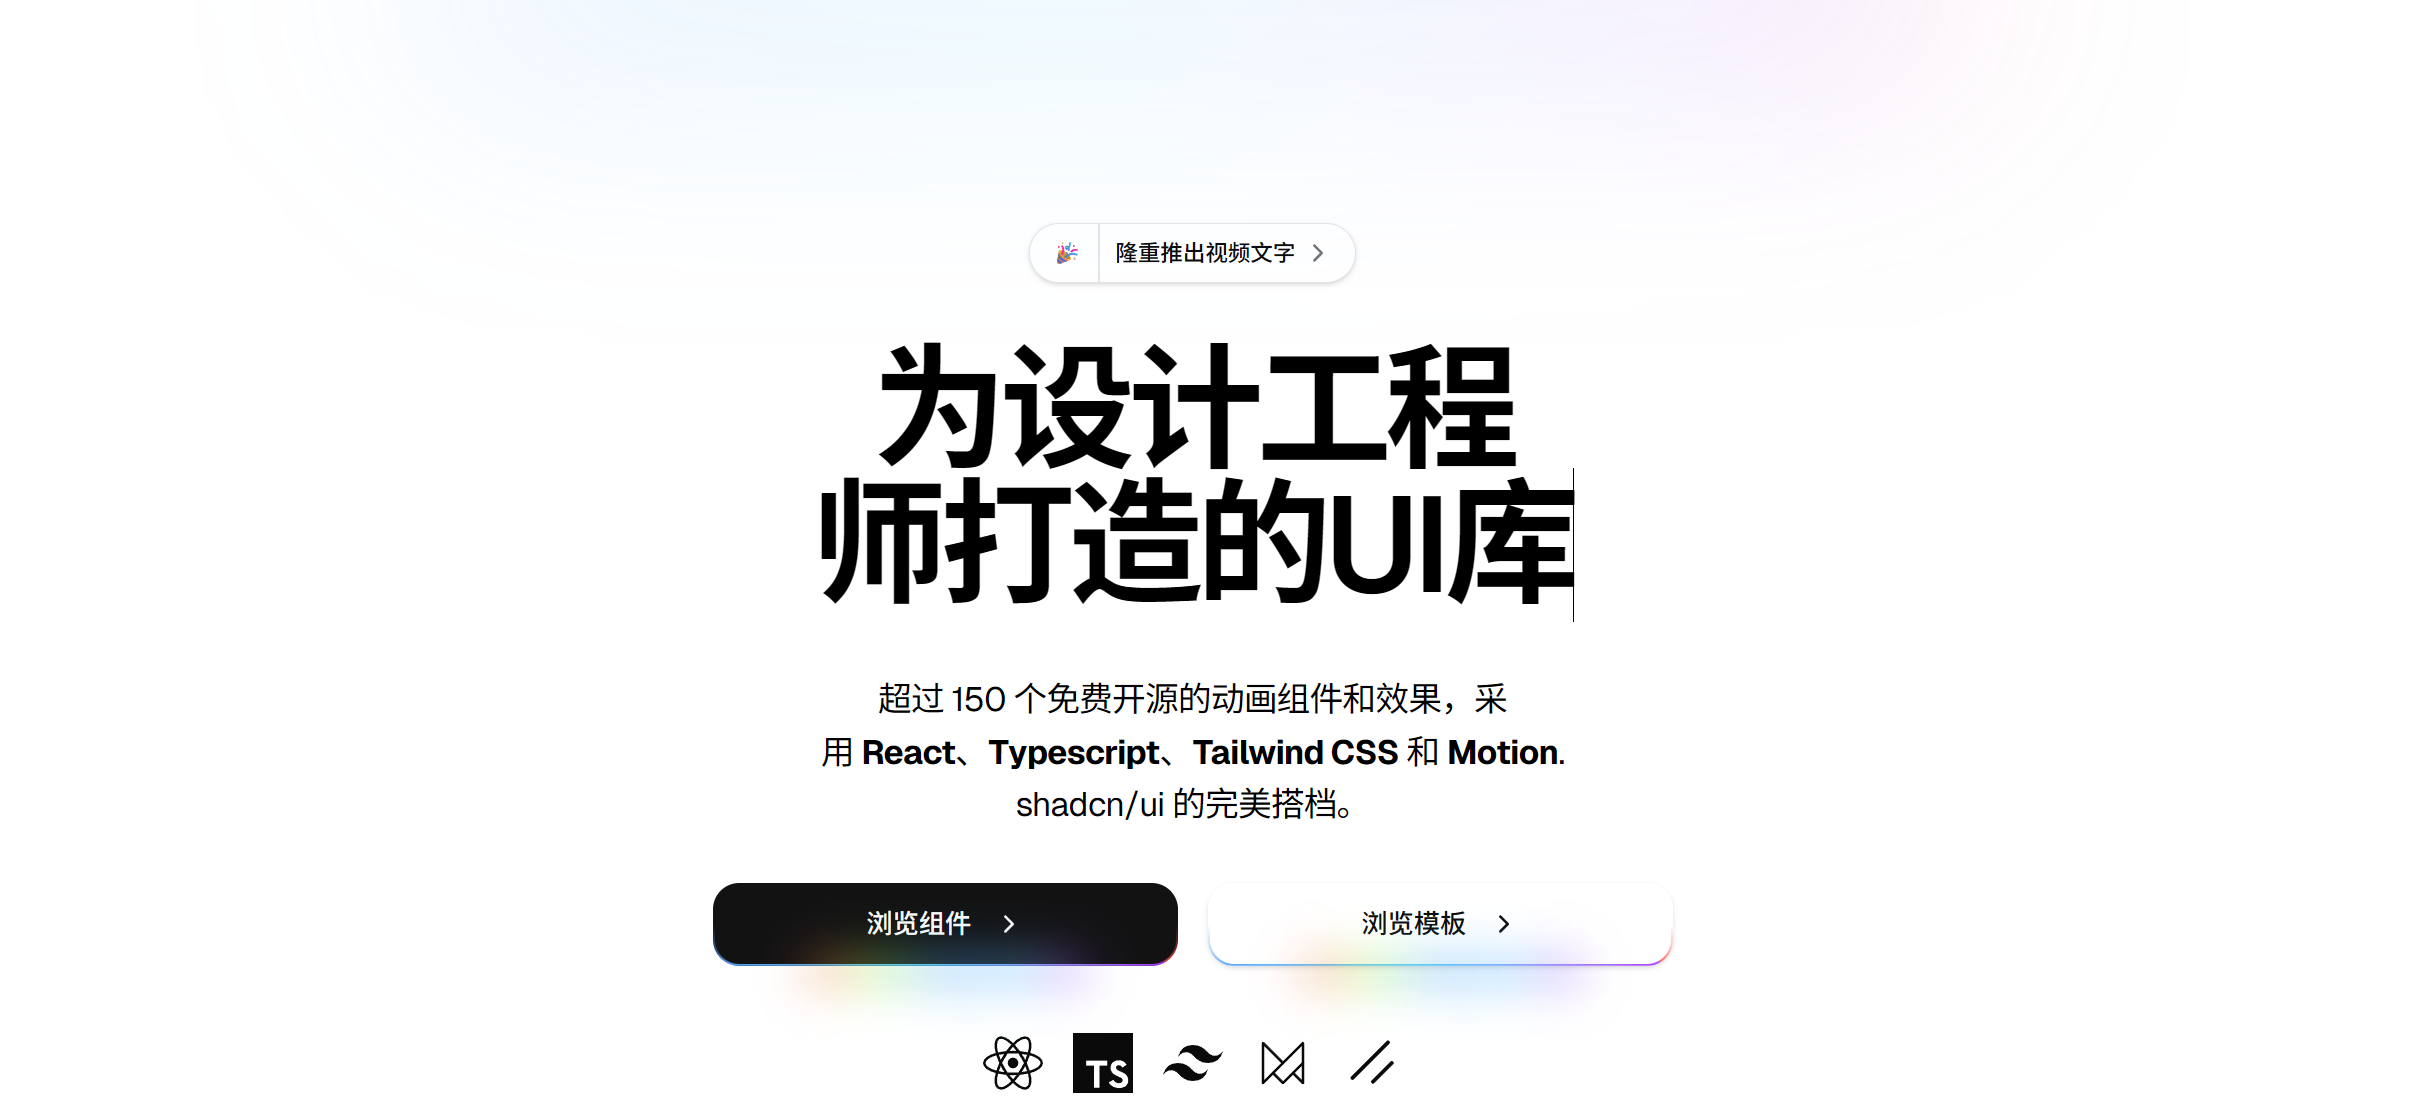 🎉 隆重推出视频文字
为设计工程
师打造的UI库
超过 150 个免费开源的动画组件和效果，采
用 React、Typescript、Tailwind CSS 和 Motion.
shadcn/ui 的完美搭档。
浏览组件
浏览模板
TS